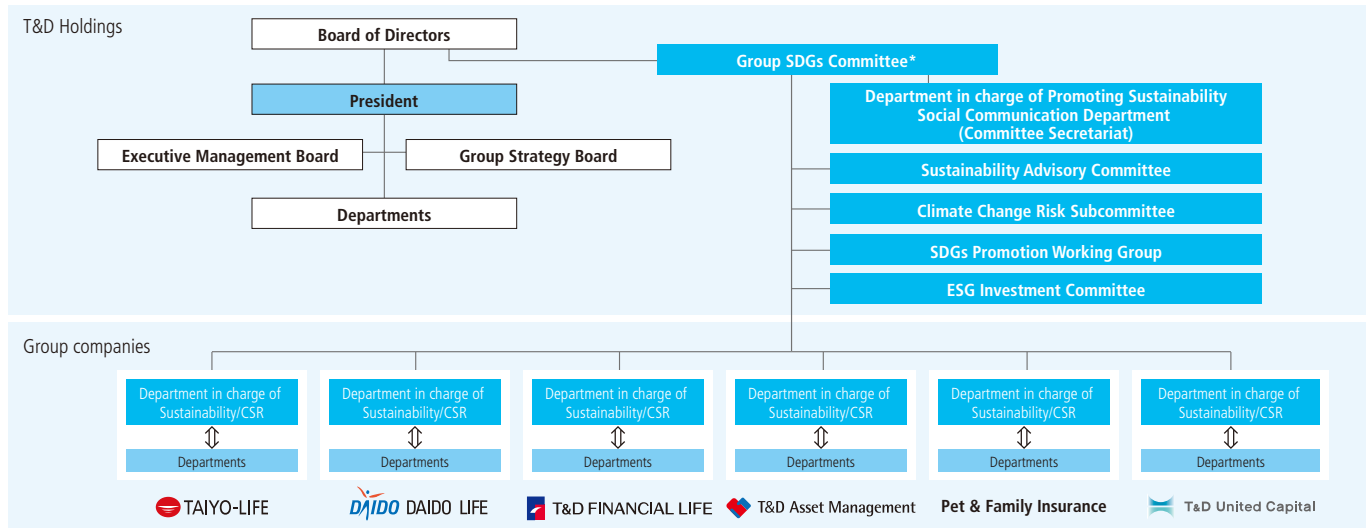 T&D Holdings
Board of Directors
Group SDGs Committee*
President
Department in charge of Promoting Sustainability
Social Communication Department
(Committee Secretariat)
Executive Management Board
Group Strategy Board
Sustainability Advisory Committee
Departments
Climate Change Risk Subcommittee
SDGs Promotion Working Group
ESG Investment Committee
Group companies
Department in charge of
Sustainability/CSR
Departments
TAIYO-LIFE
Department in charge of
Sustainability/CSR
Departments
DAIDO DAIDO LIFE
Department in charge of
Sustainability/CSR
Departments
T&D FINANCIAL LIFE
Department in charge of
Sustainability/CSR
Departments
T&D Asset Management
Department in charge of
Sustainability/CSR
Departments
Pet & Family Insurance
Department in charge of
Sustainability/CSR
Departments
T&D United Capital